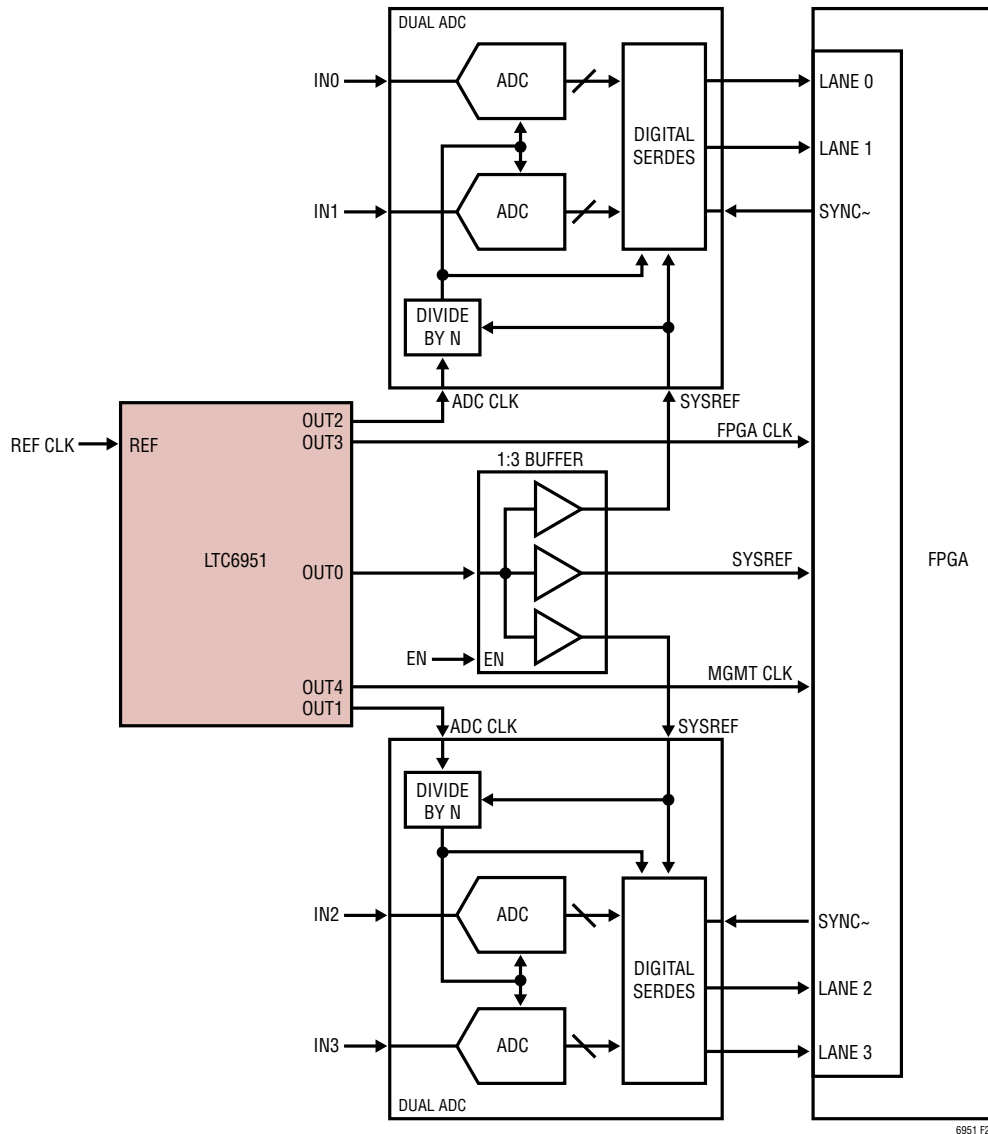 DUAL ADC
IN0
ADC
LANE 0
DIGITAL
SERDES
LANE 1
IN1
ADC
SYNC~
DIVIDE
BY N
ADC CLK
SYSREF
OUT2
REF CLK
REF
OUT3
FPGA CLK
1:3 BUFFER
LTC6951
OUT0
SYSREF
FPGA
EN
EN
OUT4
MGMT CLK
OUT1
ADC CLK
SYSREF
DIVIDE
BY N
IN2
ADC
SYNC~
DIGITAL
SERDES
LANE 2
IN3
ADC
LANE 3
DUAL ADC